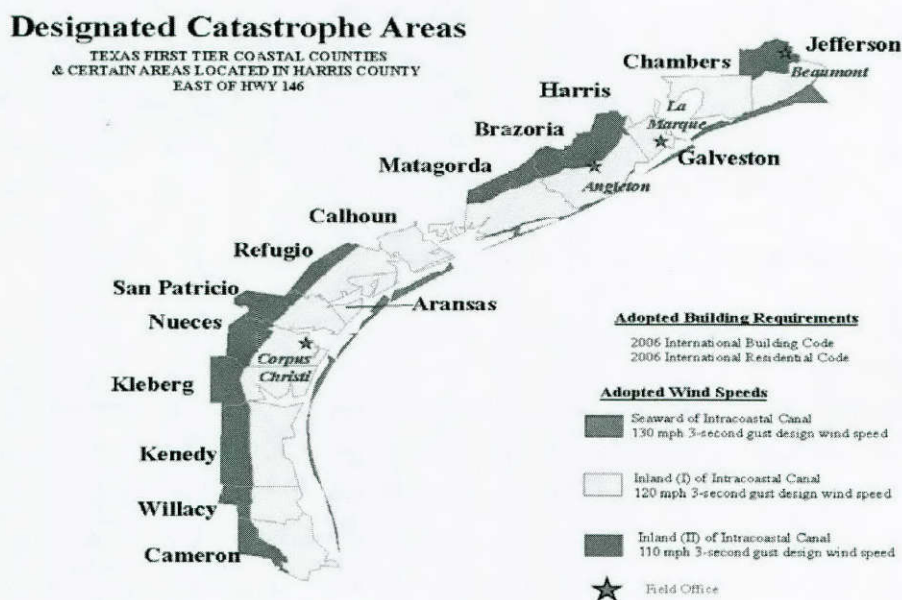 Designated Catastrophe Areas
TEXAS FIRST TIER COASTAL COUNTIES
& CERTAIN AREAS LOCATED IN HARRIS COUNTY
EAST OF HWY 146
Jefferson
Chambers
Beaumont
Harris
La
Marque
Brazoria
Galveston
Matagorda
Angleton
Calhoun
Refugio
San Patricio
Aransas
Nueces
Corpus
Christi
Kleberg
Kenedy
Willacy
Cameron
Adopted Building Requirements
2006 International Building Code
2006 International Residential Code
Adopted Wind Speeds
Seaward of Intracoastal Canal
130 mph 3-second gust design wind speed
Inland (I) of Intracoastal Canal
120 mph 3-second gust design wind speed
Inland (II) of Intracoastal Canal
110 mph 3-second gust design wind speed
Field Office